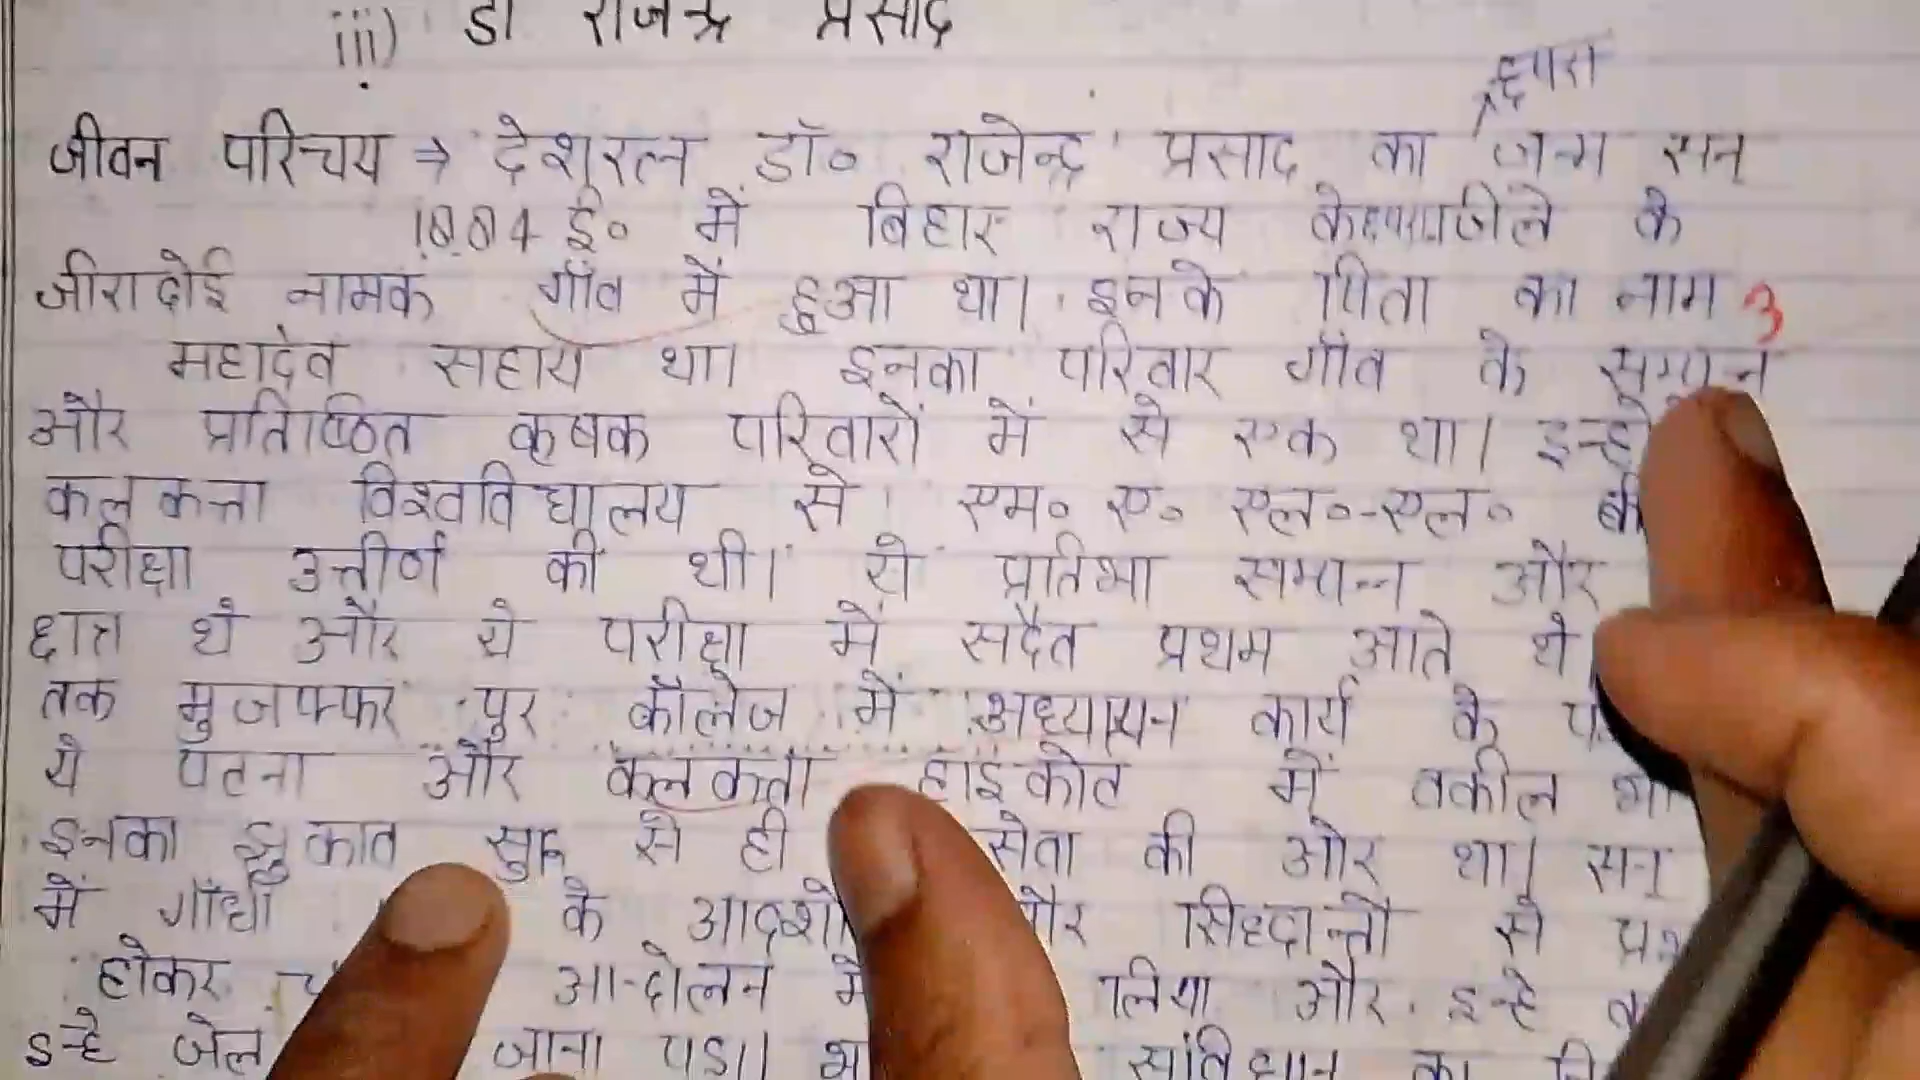 iii) डा राजेन्द्र प्रसाद
छपरा
जीवन परिचय ⇒ देशरत्न डॉ० राजेन्द्र प्रसाद का जन्म सन्
1884 ई० में बिहार राज्य के जिले के
जीरादोई नामक गाँव में हुआ था। इनके पिता का नाम
महादेव सहाय था। इनका परिवार गाँव के सम्पन्न
और प्रतिष्ठित कृषक परिवारों में से एक था।
कलकत्ता विश्वविद्यालय से एम० ए० एल०-एल०
परीक्षा उत्तीर्ण की थी। ये प्रतिभा सम्पन्न और
छात्र थे और ये परीक्षा में सदैव प्रथम आते थे
तक मुजफ्फर पुर कॉलेज में अध्यापन कार्य के
ये पटना और कलकत्ता हाईकोट में वकील
इनका झुकाव सुरू से ही सेवा की ओर था। सन्
में गाँधी के आदर्शो और सिध्दान्तो से
होकर आन्दोलन में लिया और इन्हे
इन्हे जेल जाना पडा। संविधान का